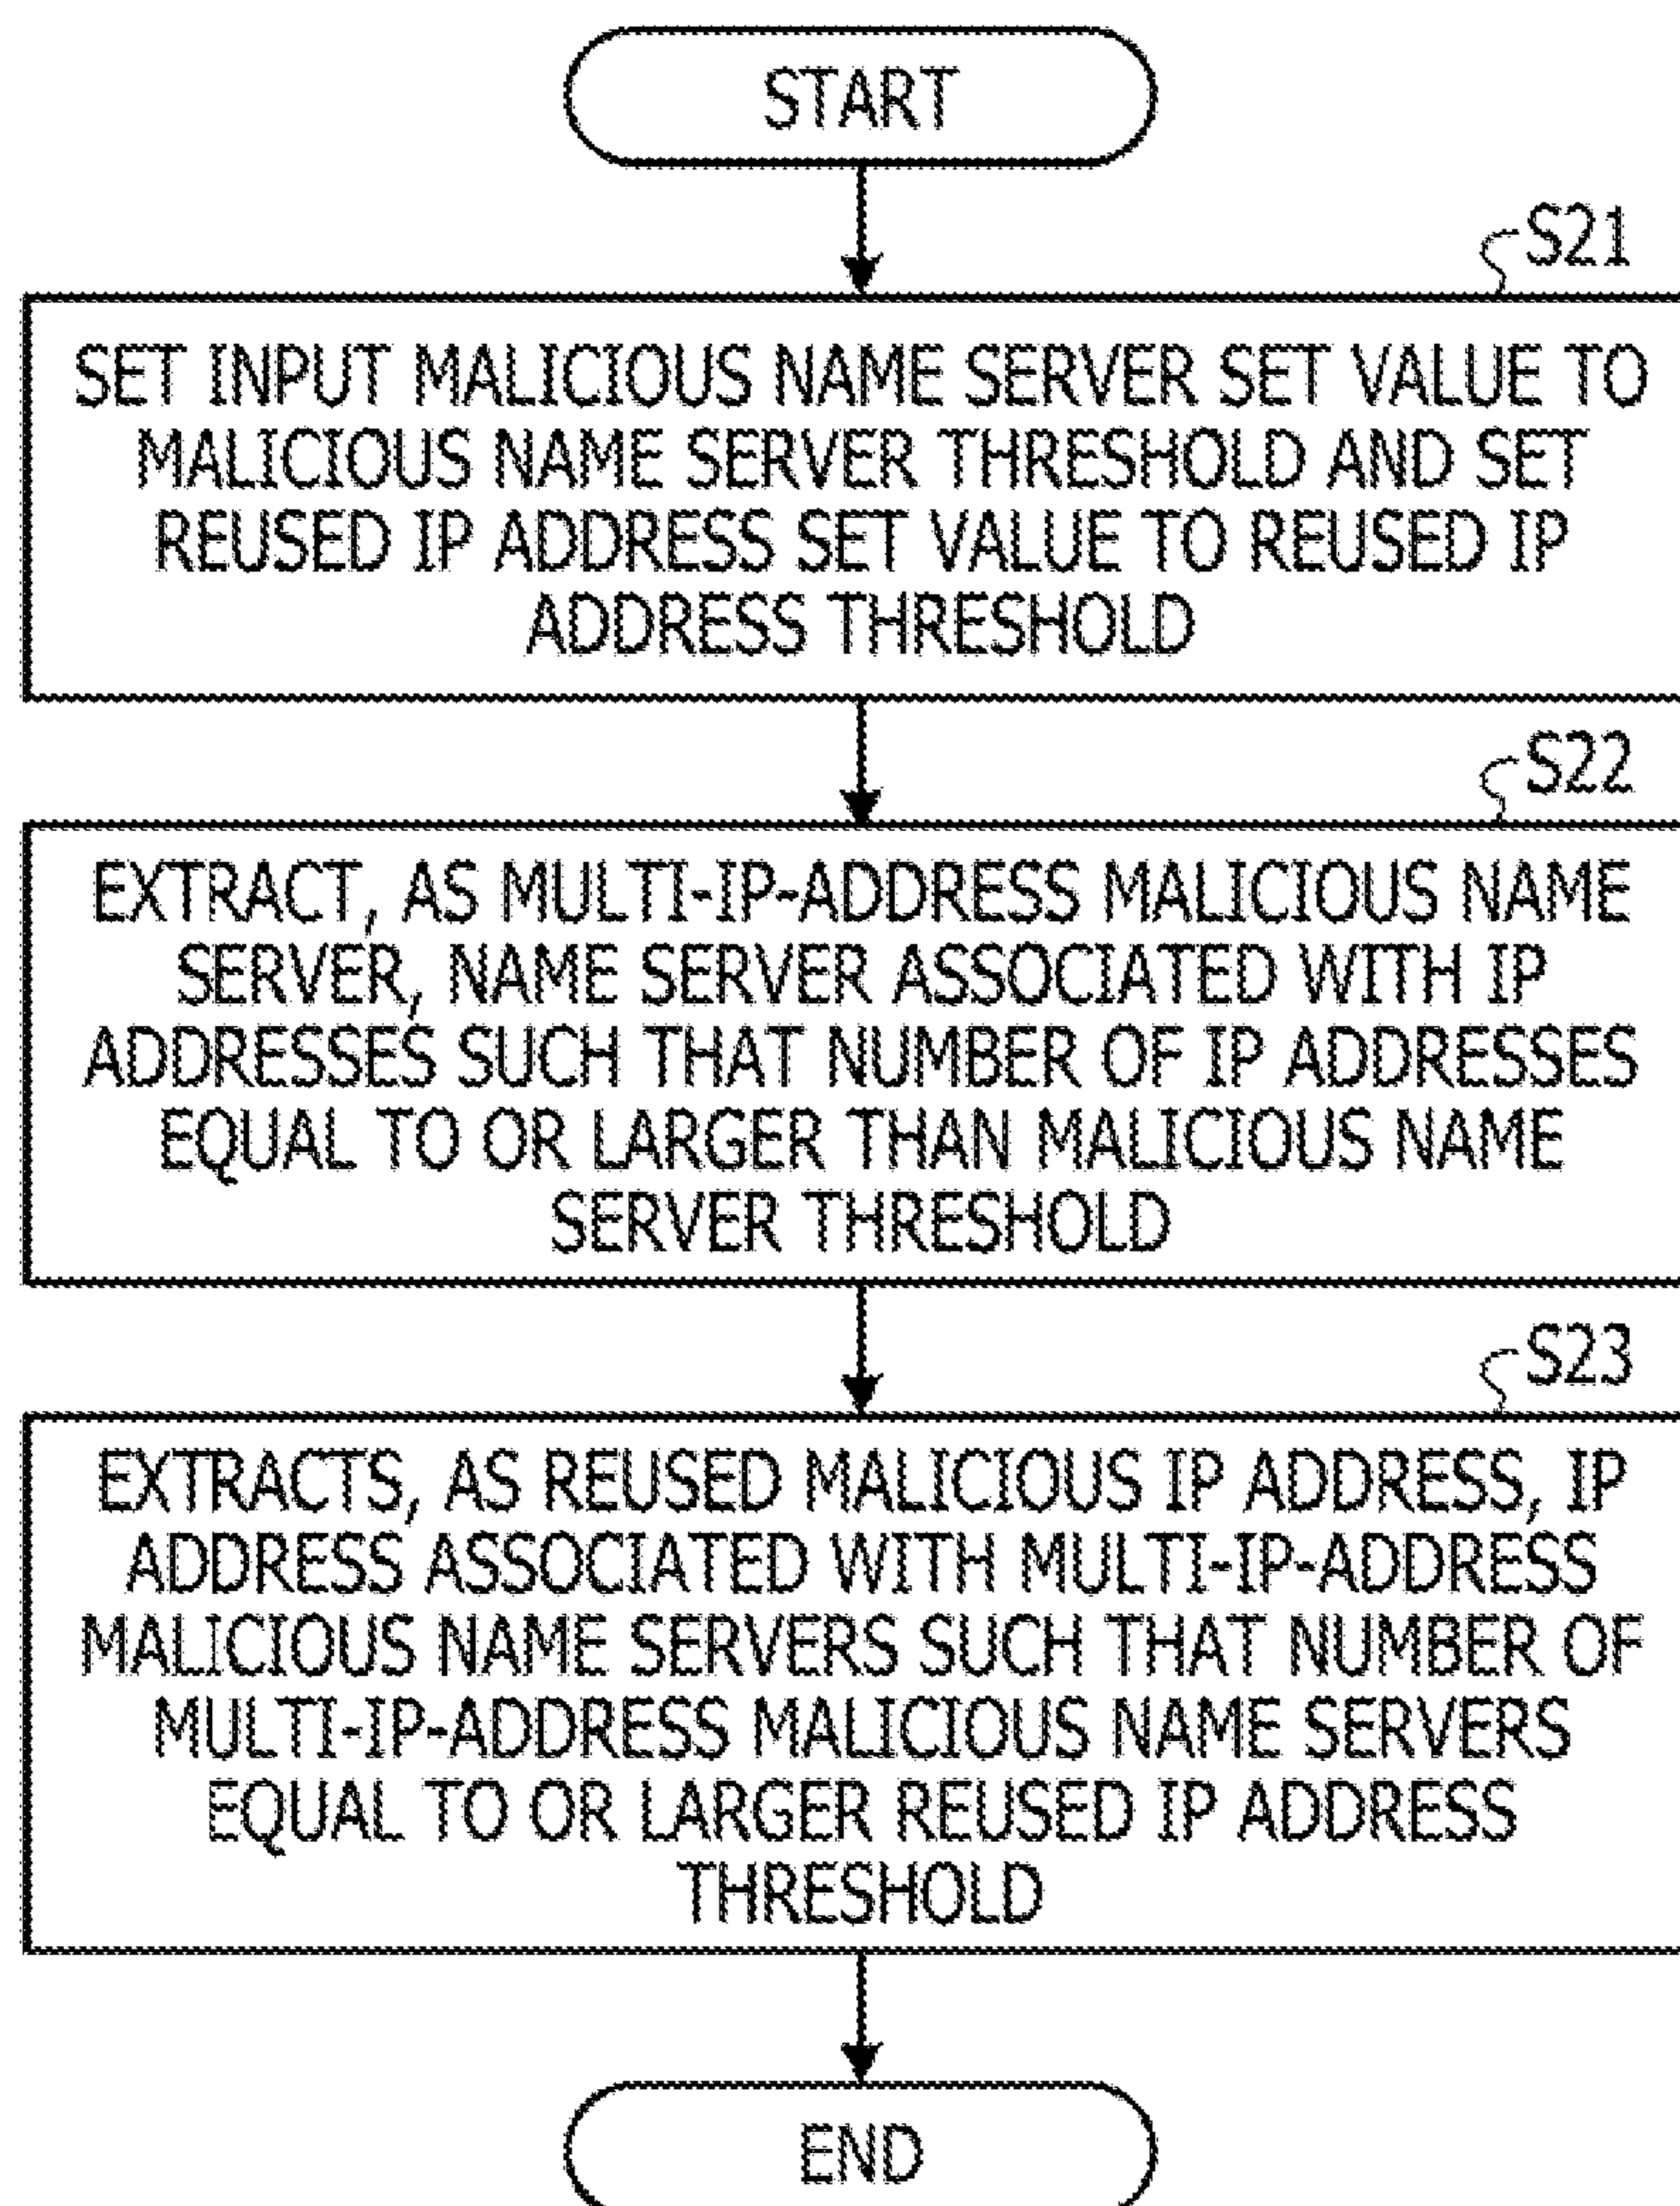 START
S21
SET INPUT MALICIOUS NAME SERVER SET VALUE TO
MALICIOUS NAME SERVER THRESHOLD AND SET
REUSED IP ADDRESS SET VALUE TO REUSED IP
ADDRESS THRESHOLD
S22
EXTRACT, AS MULTI-IP-ADDRESS MALICIOUS NAME
SERVER, NAME SERVER ASSOCIATED WITH IP
ADDRESSES SUCH THAT NUMBER OF IP ADDRESSES
EQUAL TO OR LARGER THAN MALICIOUS NAME
SERVER THRESHOLD
S23
EXTRACTS, AS REUSED MALICIOUS IP ADDRESS, IP
ADDRESS ASSOCIATED WITH MULTI-IP-ADDRESS
MALICIOUS NAME SERVERS SUCH THAT NUMBER OF
MULTI-IP-ADDRESS MALICIOUS NAME SERVERS
EQUAL TO OR LARGER REUSED IP ADDRESS
THRESHOLD
END